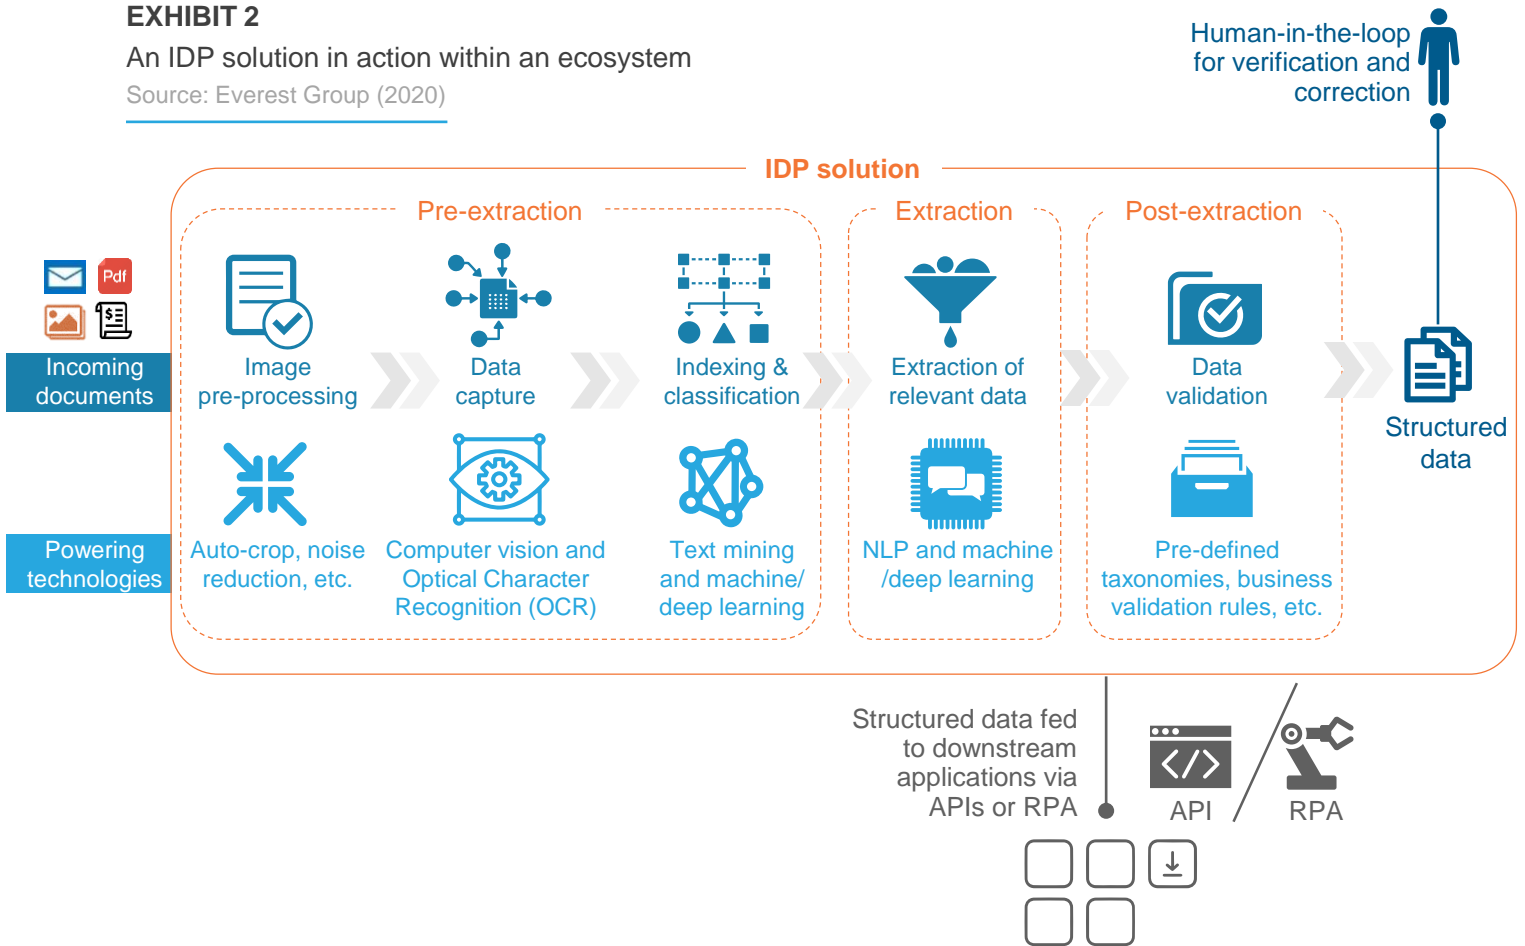 EXHIBIT 2
An IDP solution in action within an ecosystem
Source: Everest Group (2020)
Human-in-the-loop
for verification and
correction
IDP solution
Pre-extraction
Extraction
Post-extraction
Pdf
$
Incoming
documents
Image
pre-processing
Data
capture
Indexing &
classification
Extraction of
relevant data
Data
validation
Structured
data
Powering
technologies
Auto-crop, noise
reduction, etc.
Computer vision and
Optical Character
Recognition (OCR)
Text mining
and machine/
deep learning
NLP and machine
/deep learning
Pre-defined
taxonomies, business
validation rules, etc.
Structured data fed
to downstream
applications via
APIs or RPA
</>
API
RPA